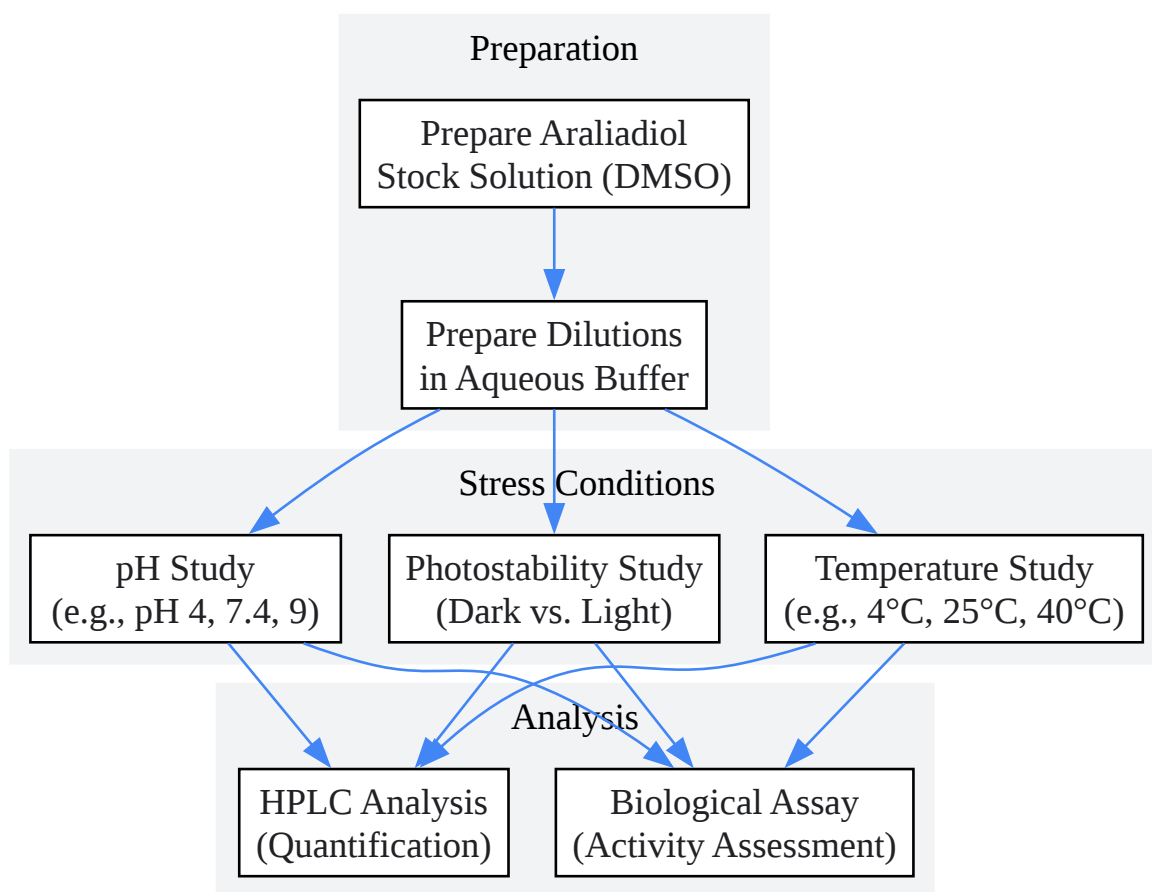 Preparation
Prepare Araliadiol
Stock Solution (DMSO)
Prepare Dilutions
in Aqueous Buffer
Stress Conditions
pH Study
(e.g., pH 4, 7.4, 9)
Photostability Study
(Dark vs. Light)
Temperature Study
(e.g., 4°C, 25°C, 40°C)
Analysis
HPLC Analysis
(Quantification)
Biological Assay
(Activity Assessment)